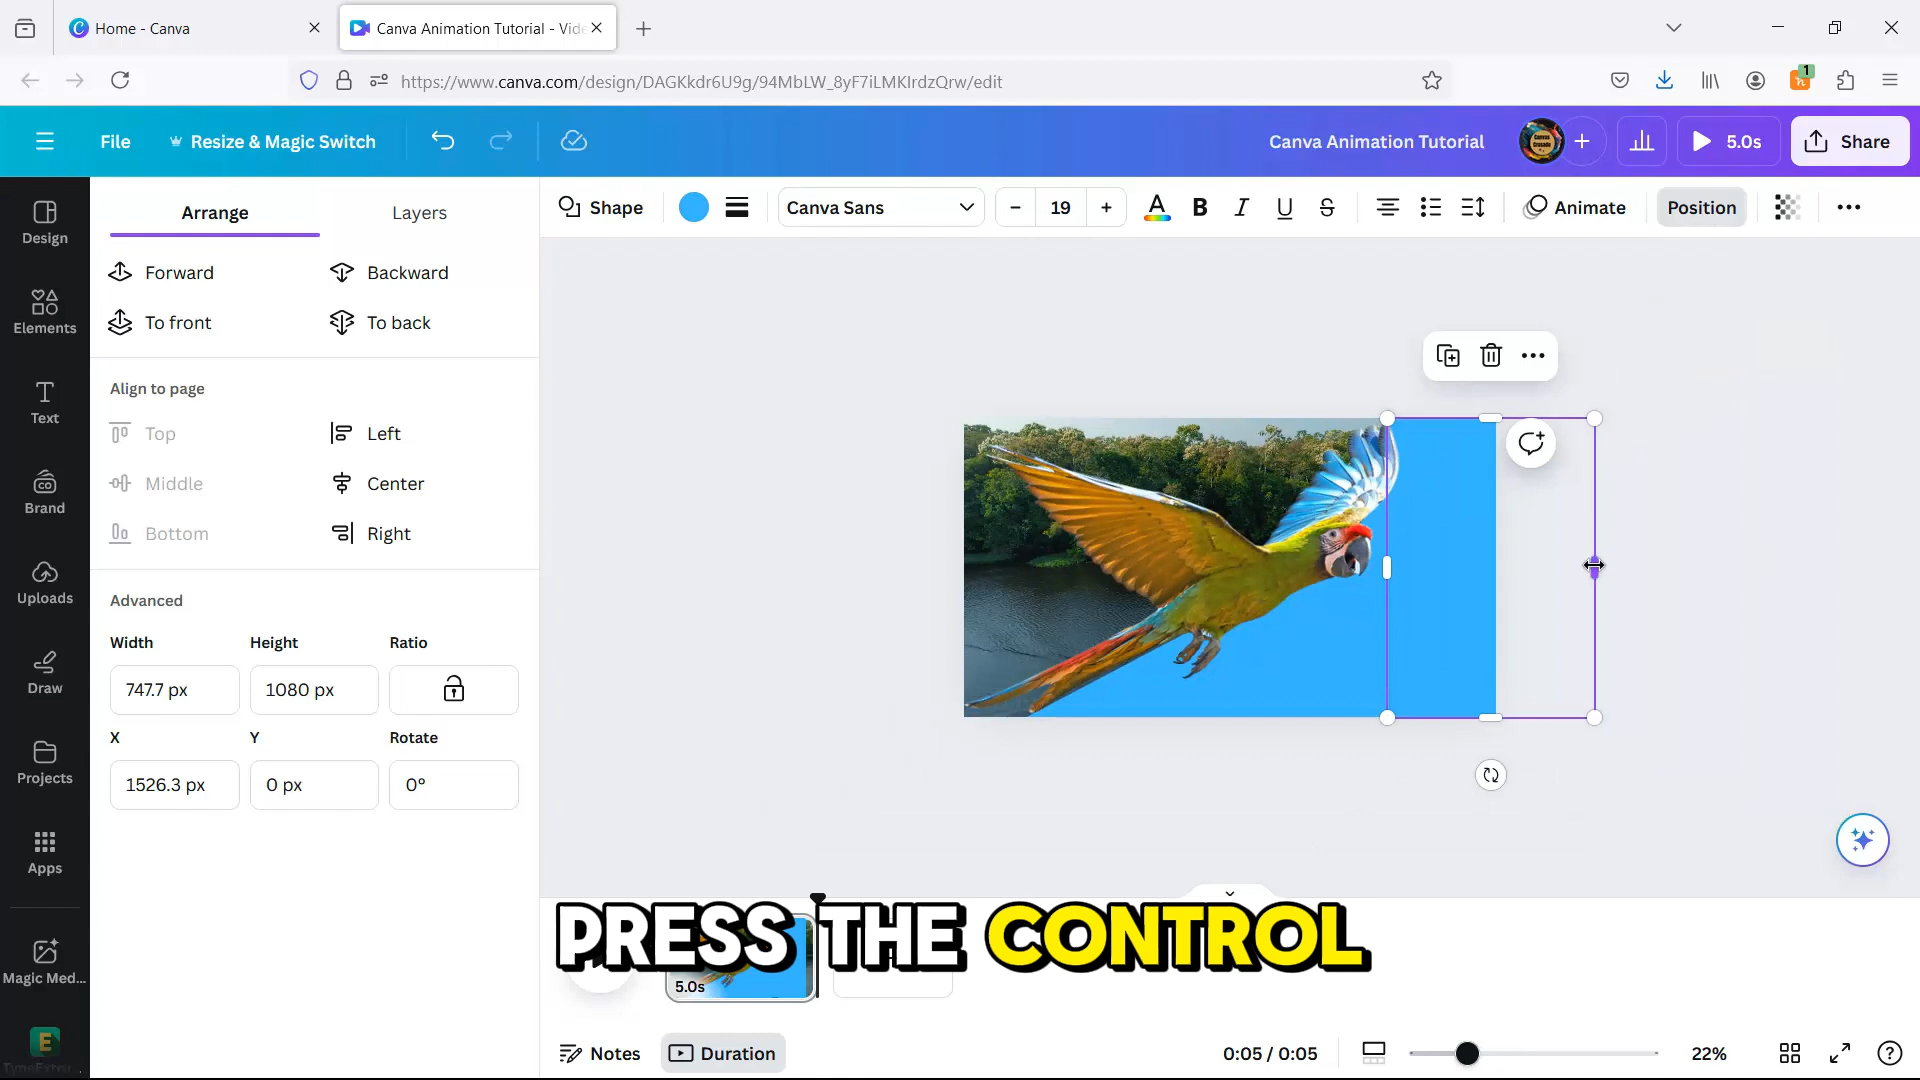 Home - Canva
Canva Animation Tutorial - Vide
https://www.canva.com/design/DAGKkdr6U9g/94MbLW_8yF7iLMKIrdzQrw/edit
1
File
Resize & Magic Switch
Canva Animation Tutorial
5.0s
Share
Design
Elements
Text
Brand
Uploads
Draw
Projects
Apps
Magic Med...
Arrange
Layers
Forward
Backward
To front
To back
Align to page
Top
Left
Middle
Center
Bottom
Right
Advanced
Width
Height
Ratio
747.7 px
1080 px
X
Y
Rotate
1526.3 px
0 px
0°
Shape
Canva Sans
19
Animate
Position
PRESS THE CONTROL
5.0s
Notes
Duration
0:05 / 0:05
22%